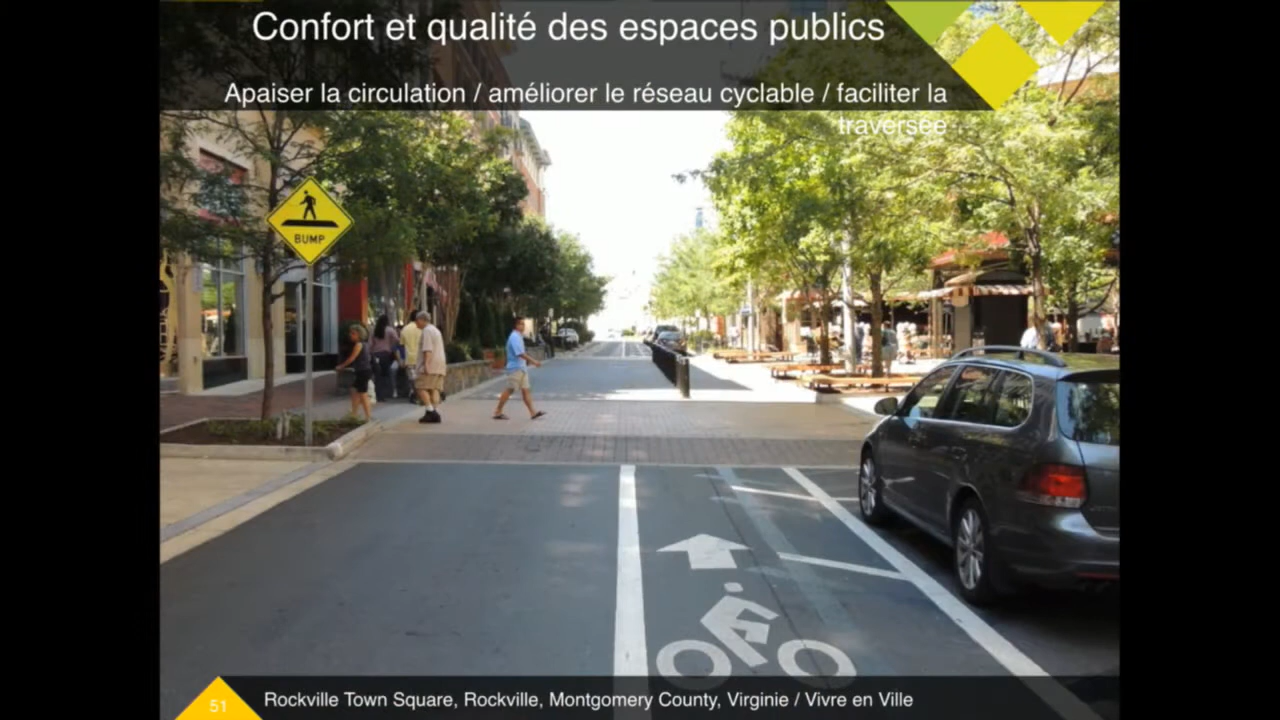 Confort et qualité des espaces publics
Apaiser la circulation / améliorer le réseau cyclable / faciliter la
traversée
BUMP
51
Rockville Town Square, Rockville, Montgomery County, Virginie / Vivre en Ville